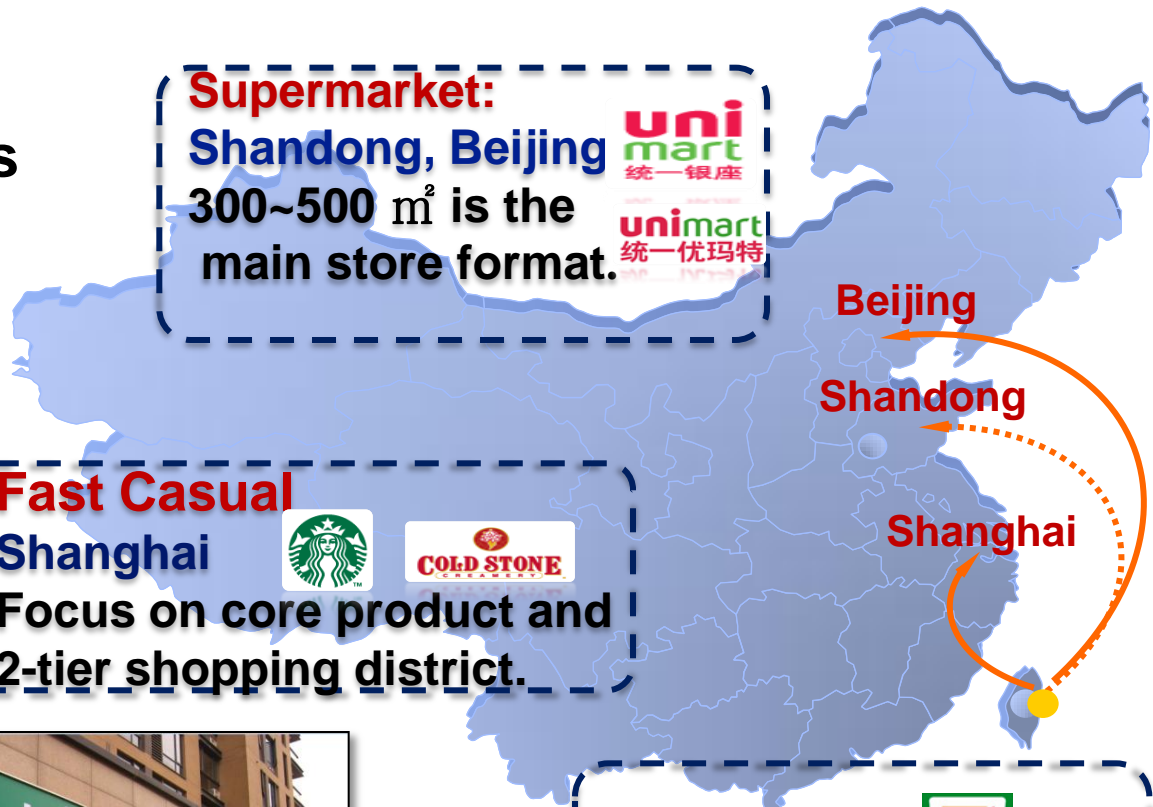 s
Supermarket:
Shandong, Beijing
300~500 ㎡ is the
main store format.
uni
mart
统一银座
unimart
统一优玛特
Beijing
Shandong
Shanghai
Fast Casual
Shanghai
COLD STONE
CREAMERY
Focus on core product and
2-tier shopping district.